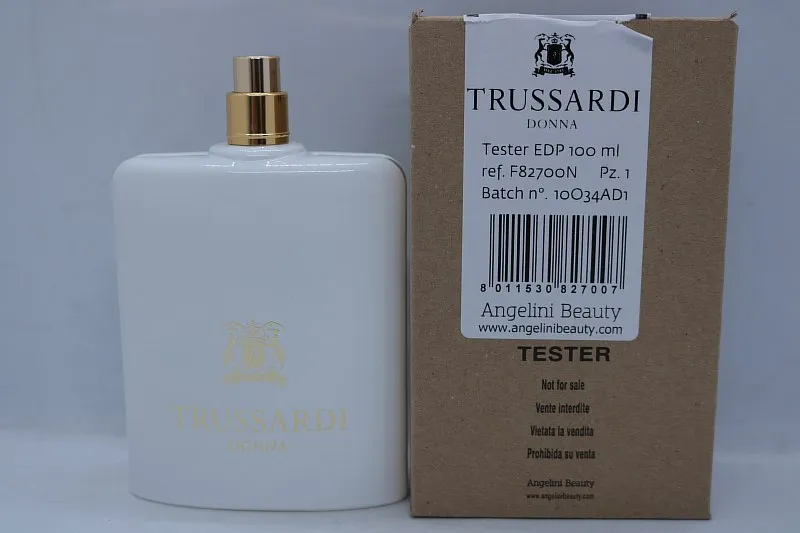 TRUSSARDI
DONNA
TRUSSARDI
DONNA
Tester EDP 100 ml
ref. F82700N Pz. 1
Batch n°. 10O34AD1
8 011530 827007
Angelini Beauty
www.angelinibeauty.com
TESTER
Not for sale
Vente interdite
Vietata la vendita
Prohibida su venta
Angelini Beauty
www.angelinibeauty.com